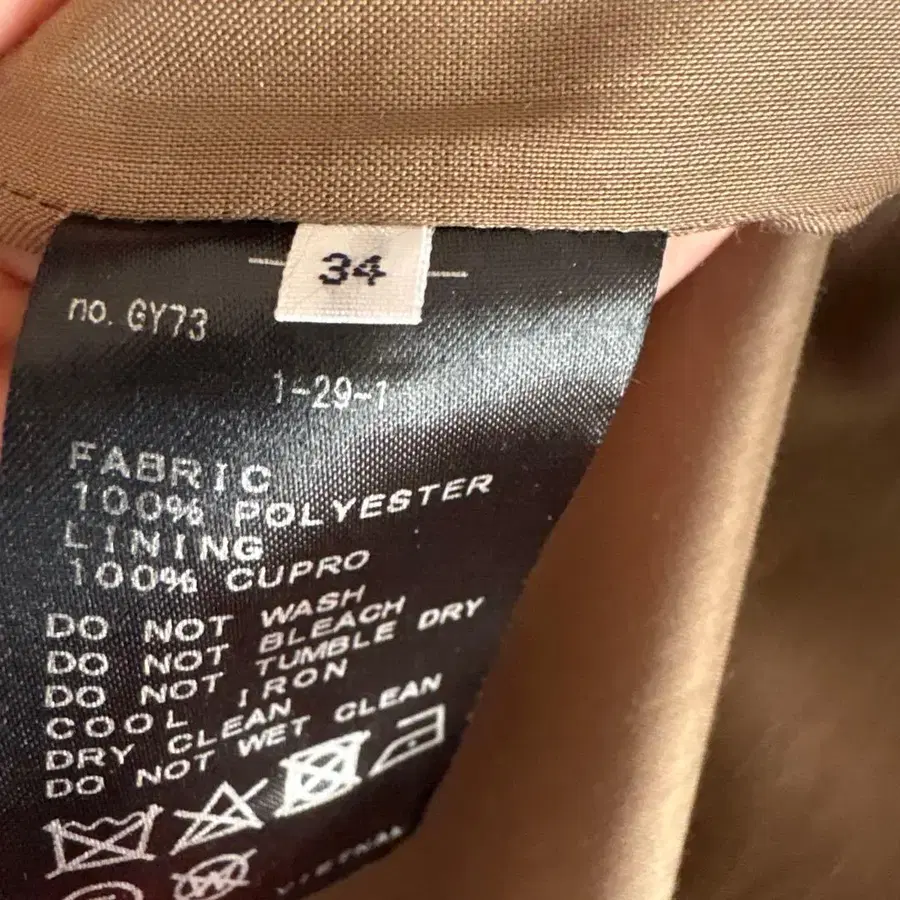 34
no. GY73
1-29-1
FABRIC
100% POLYESTER
LINING
100% CUPRO
DO NOT WASH
DO NOT BLEACH
DO NOT TUMBLE DRY
COOL IRON
DRY CLEAN
DO NOT WET CLEAN
W
VIETNAM